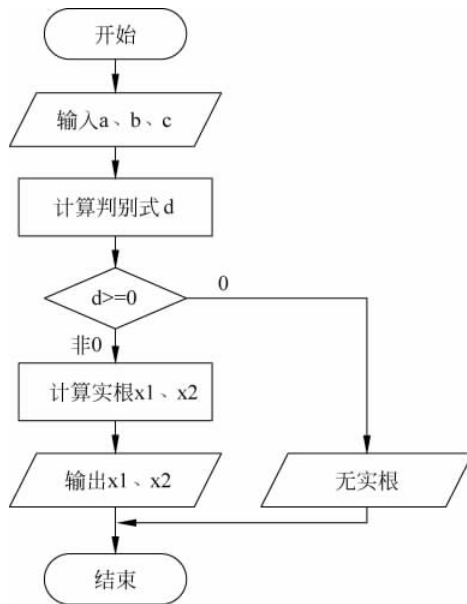 开始
输入a、b、c
计算判别式d
d>=0
0
非0
计算实根x1、x2
输出x1、x2
无实根
结束